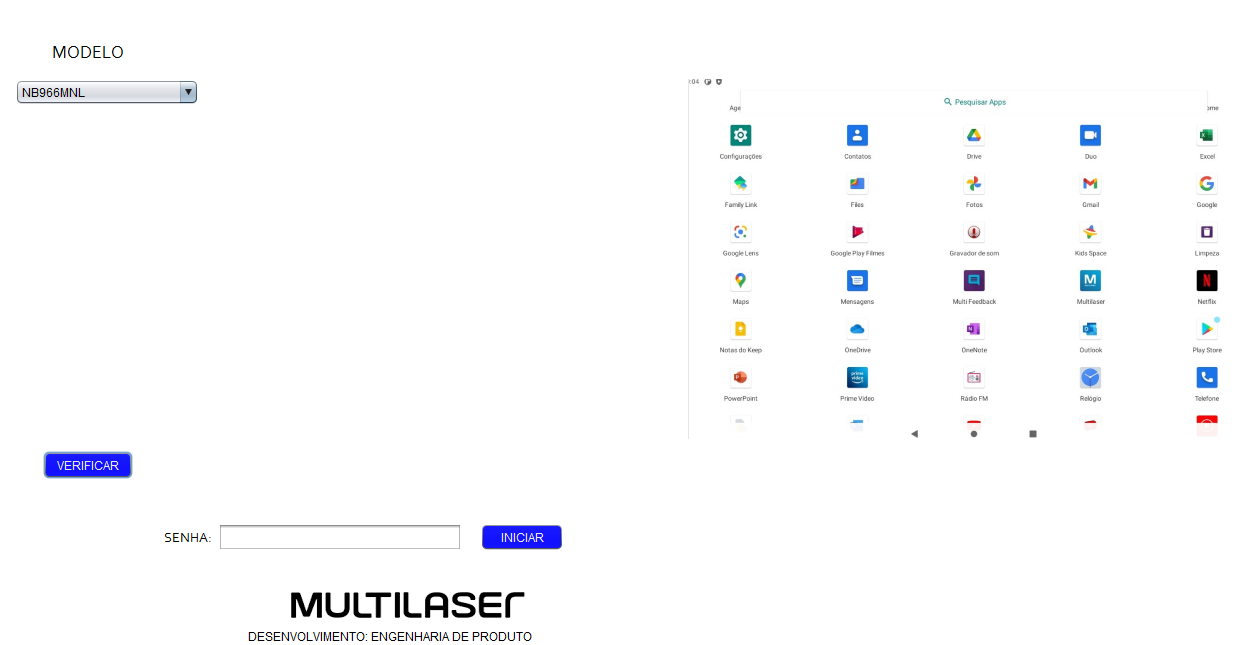 MODELO
NB966MNL
:04
Pesquisar Apps
Age
ome
Configurações
Contatos
Drive
Duo
Excel
Family Link
Files
Fotos
Gmail
Google
Google Lens
Google Play Filmes
Gravador de som
Kids Space
Limpeza
Maps
Mensagens
Multi Feedback
Multilaser
Netflix
Notas do Keep
OneDrive
OneNote
Outlook
Play Store
prime video
PowerPoint
Prime Video
Rádio FM
Relógio
Telefone
VERIFICAR
SENHA:
INICIAR
MULTILASER
DESENVOLVIMENTO: ENGENHARIA DE PRODUTO